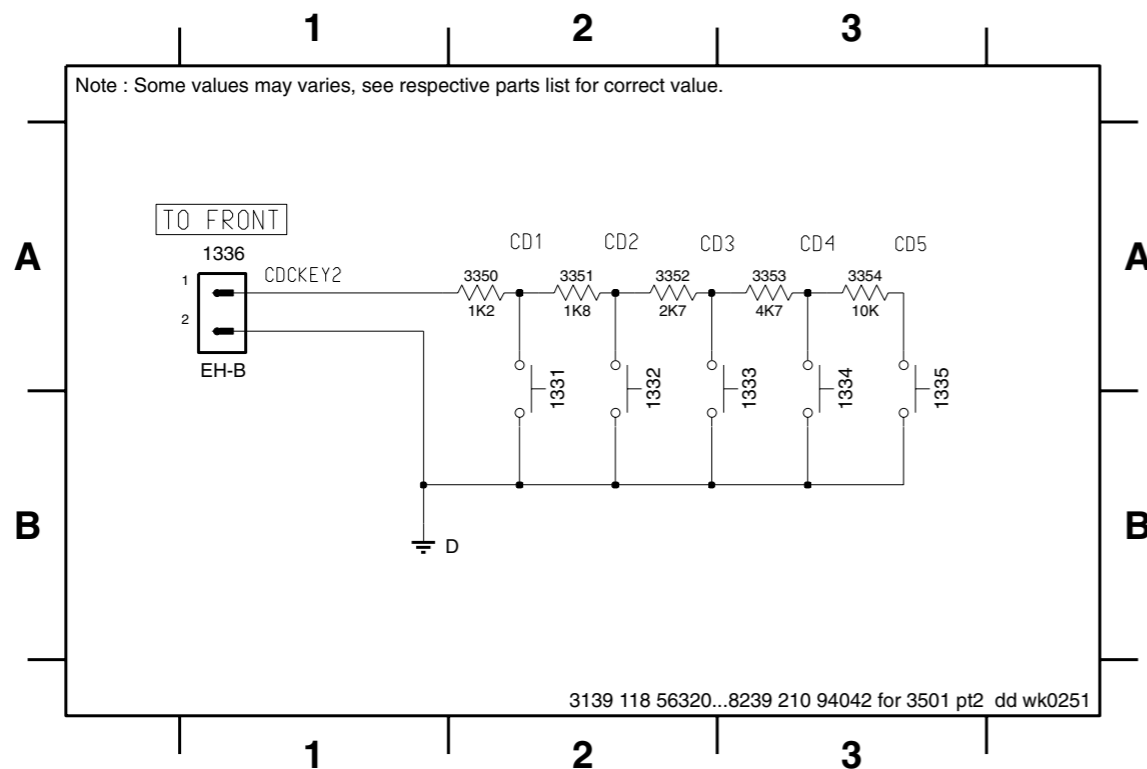 1 2 3
Note : Some values may varies, see respective parts list for correct value.
TO FRONT
1336
CD1 CD2 CD3 CD4 CD5
A A
1 CDCKEY2 3350 3351 3352 3353 3354
1K2 1K8 2K7 4K7 10K
2
EH-B
1331 1332 1333 1334 1335
B B
D
3139 118 56320...8239 210 94042 for 3501 pt2 dd wk0251
1 2 3